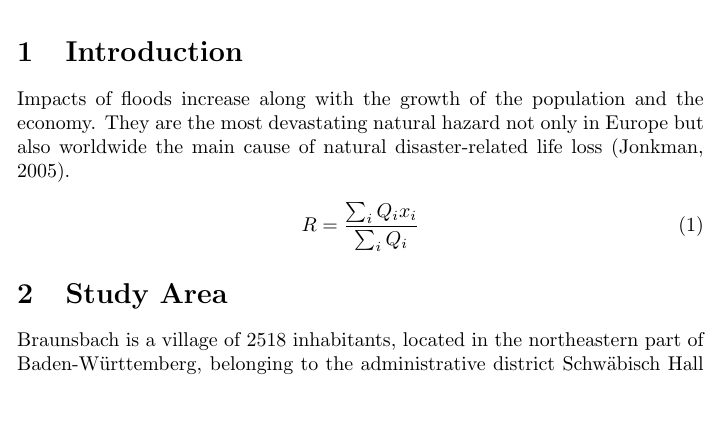 1 Introduction
Impacts of floods increase along with the growth of the population and the
economy. They are the most devastating natural hazard not only in Europe but
also worldwide the main cause of natural disaster-related life loss (Jonkman,
2005).
R = \frac{\sum_i Q_i x_i}{\sum_i Q_i} (1)
2 Study Area
Braunsbach is a village of 2518 inhabitants, located in the northeastern part of
Baden-Württemberg, belonging to the administrative district Schwäbisch Hall